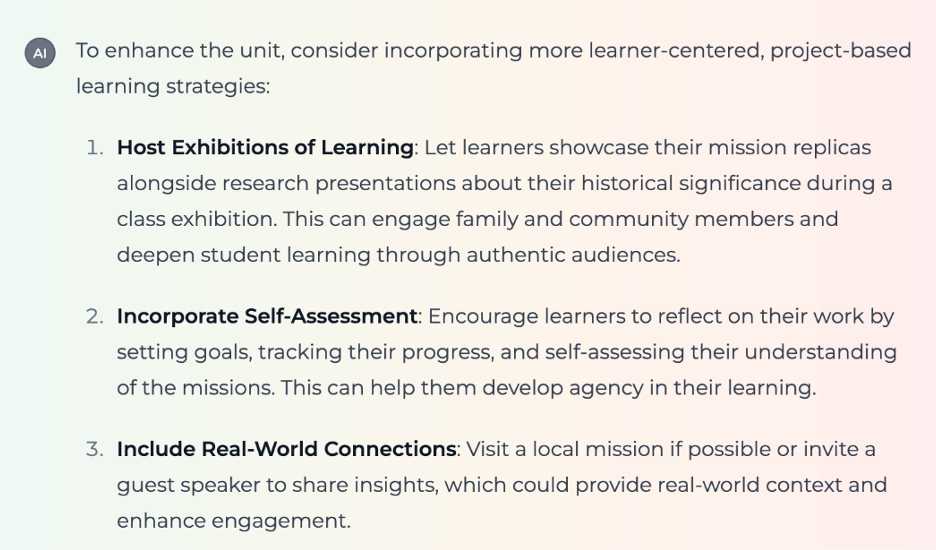 AI To enhance the unit, consider incorporating more learner-centered, project-based
learning strategies:
1. Host Exhibitions of Learning: Let learners showcase their mission replicas
alongside research presentations about their historical significance during a
class exhibition. This can engage family and community members and
deepen student learning through authentic audiences.
2. Incorporate Self-Assessment: Encourage learners to reflect on their work by
setting goals, tracking their progress, and self-assessing their understanding
of the missions. This can help them develop agency in their learning.
3. Include Real-World Connections: Visit a local mission if possible or invite a
guest speaker to share insights, which could provide real-world context and
enhance engagement.